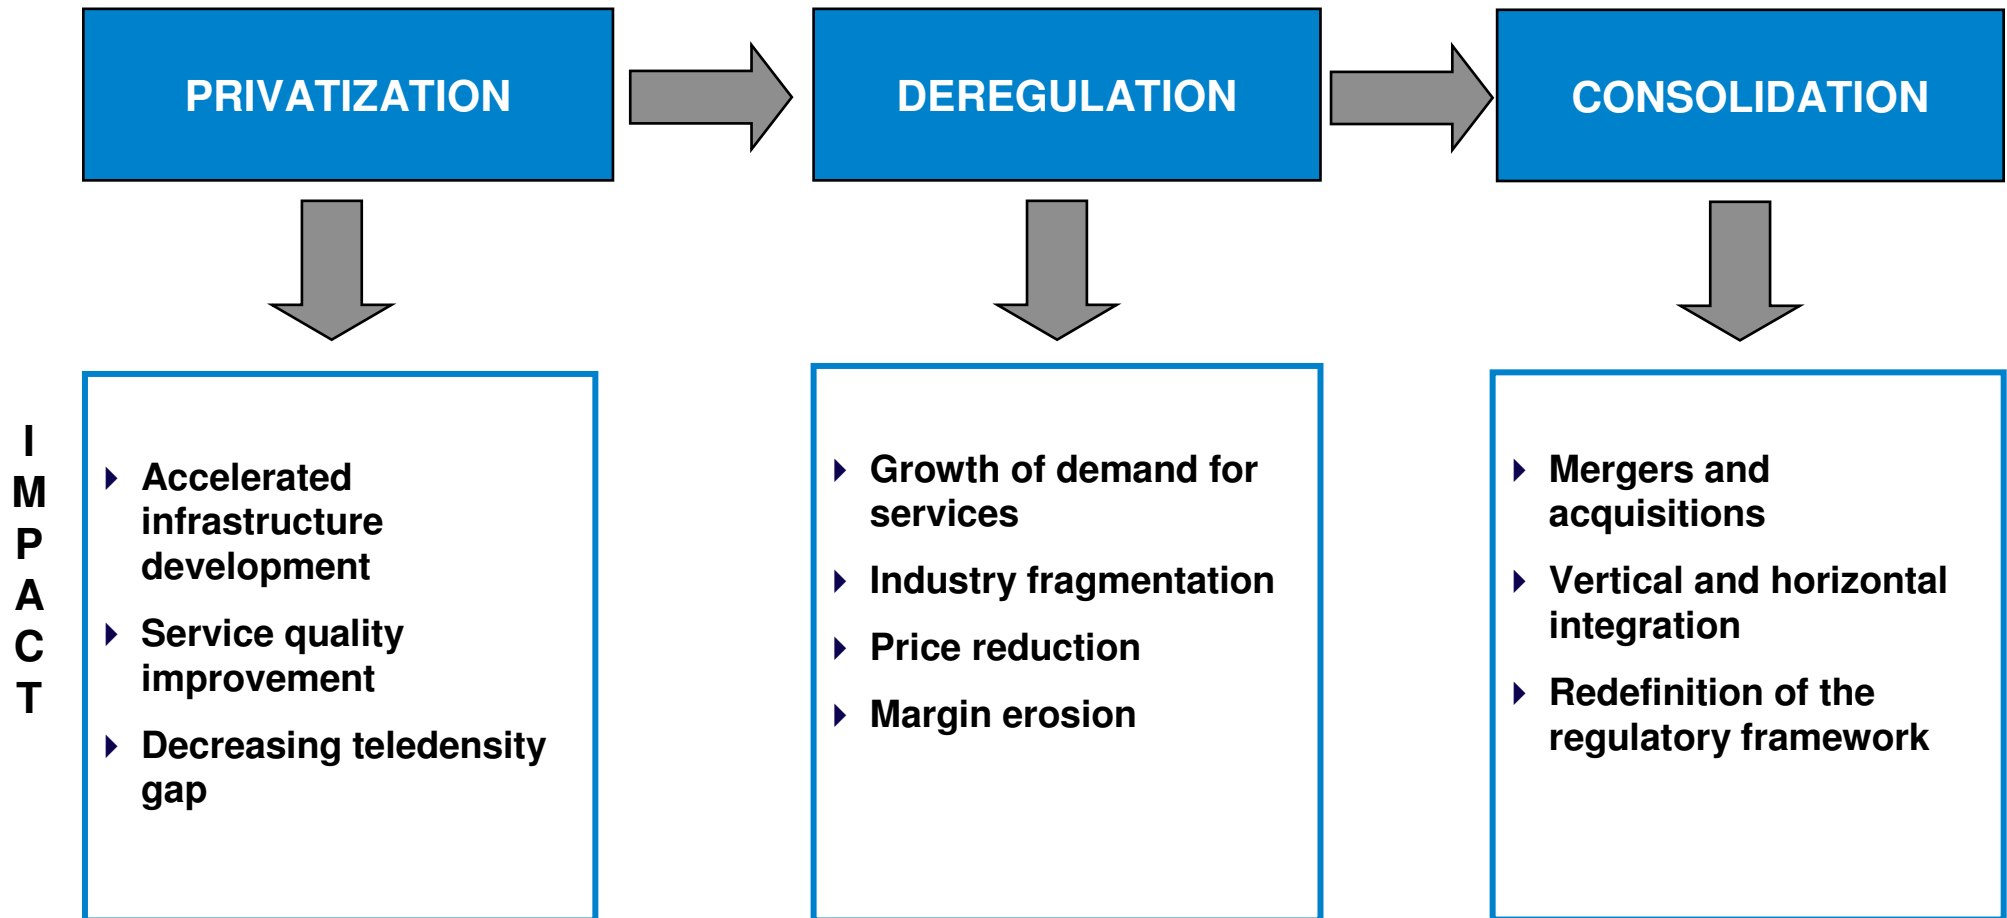 PRIVATIZATION
DEREGULATION
CONSOLIDATION
I
M
P
A
C
T
Accelerated
infrastructure
development
Service quality
improvement
Decreasing teledensity
gap
Growth of demand for
services
Industry fragmentation
Price reduction
Margin erosion
Mergers and
acquisitions
Vertical and horizontal
integration
Redefinition of the
regulatory framework